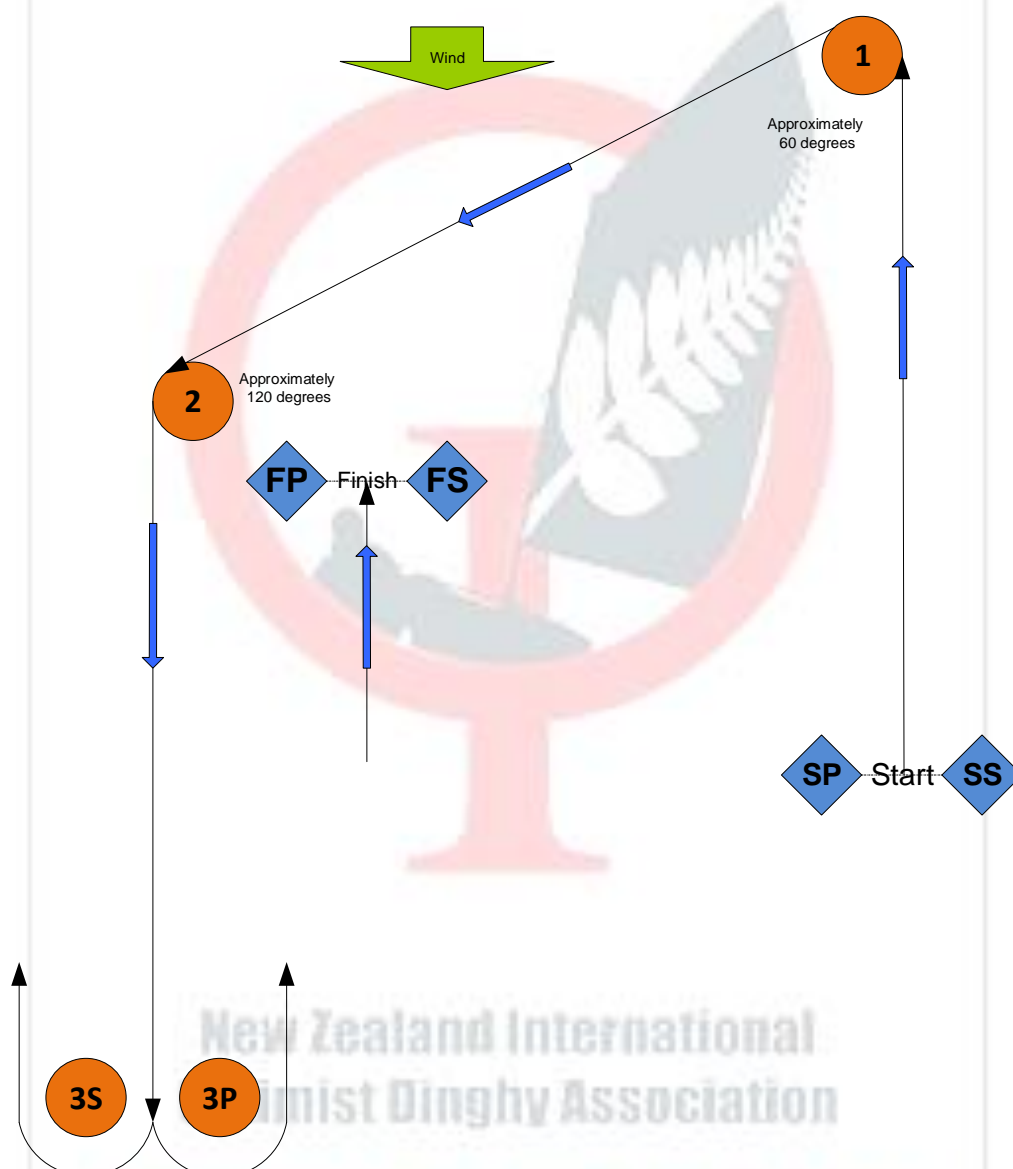 Wind
1
Approximately
60 degrees
2
Approximately
120 degrees
FP Finish FS
SP Start SS
New Zealand International
imist Dinghy Association
3S 3P